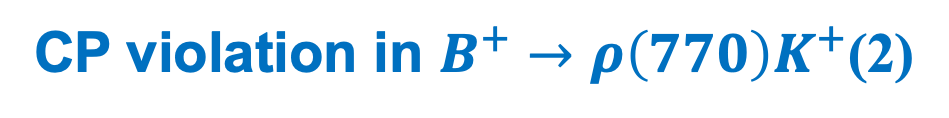 CP violation in B⁺ → ρ(770)K⁺(2)